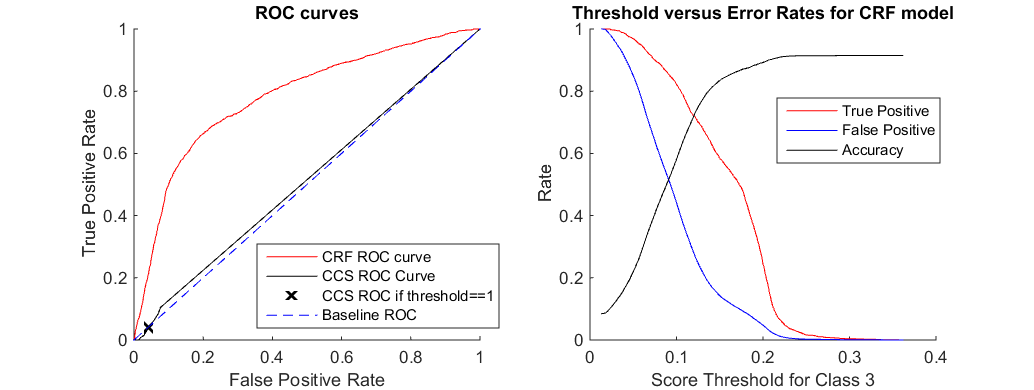 ROC curves
1
0.8
0.6
0.4
0.2
0
True Positive Rate
CRF ROC curve
CCS ROC Curve
CCS ROC if threshold==1
Baseline ROC
0 0.2 0.4 0.6 0.8 1
False Positive Rate
Threshold versus Error Rates for CRF model
1
0.8
0.6
0.4
0.2
0
Rate
True Positive
False Positive
Accuracy
0 0.1 0.2 0.3 0.4
Score Threshold for Class 3